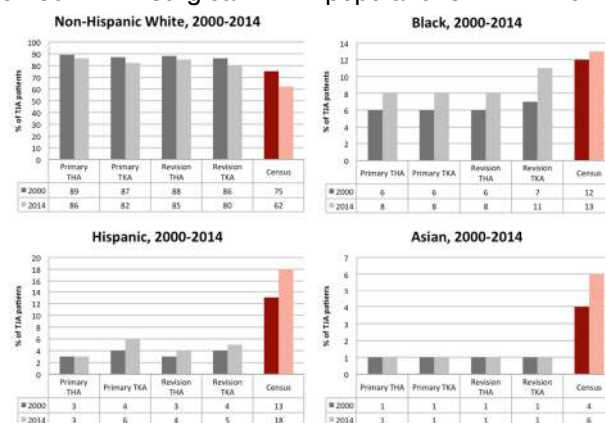 surgical
Non-Hispanic White, 2000-2014
% of TJA patients
100
90
80
70
60
50
40
30
20
10
0
Primary THA Primary TKA Revision THA Revision TKA Census
2000 89 87 88 86 75
2014 86 82 85 80 62
Black, 2000-2014
% of TJA patients
14
12
10
8
6
4
2
0
Primary THA Primary TKA Revision THA Revision TKA Census
2000 6 6 6 7 12
2014 8 8 8 11 13
Hispanic, 2000-2014
% of TJA patients
20
18
16
14
12
10
8
6
4
2
0
Primary THA Primary TKA Revision THA Revision TKA Census
2000 3 4 3 4 13
2014 3 6 4 5 18
Asian, 2000-2014
% of TJA patients
7
6
5
4
3
2
1
0
Primary THA Primary TKA Revision THA Revision TKA Census
2000 1 1 1 1 4
2014 1 1 1 1 6